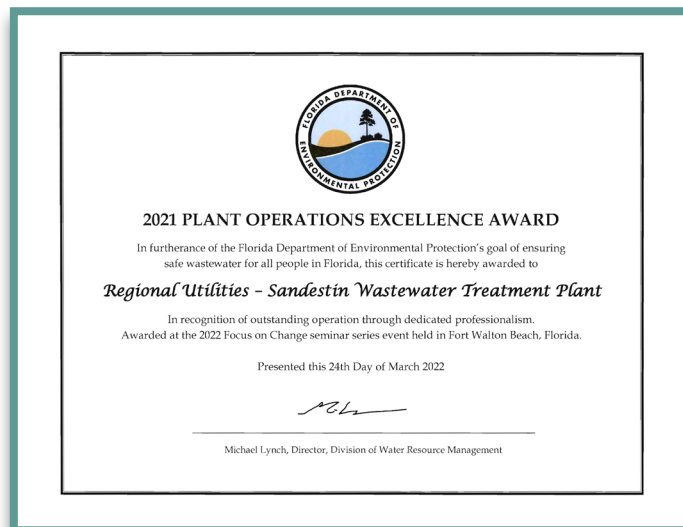 FLORIDA DEPARTMENT OF
ENVIRONMENTAL PROTECTION
2021 PLANT OPERATIONS EXCELLENCE AWARD
In furtherance of the Florida Department of Environmental Protection's goal of ensuring
safe wastewater for all people in Florida, this certificate is hereby awarded to
Regional Utilities – Sandestin Wastewater Treatment Plant
In recognition of outstanding operation through dedicated professionalism.
Awarded at the 2022 Focus on Change seminar series event held in Fort Walton Beach, Florida.
Presented this 24th Day of March 2022
Michael Lynch, Director, Division of Water Resource Management